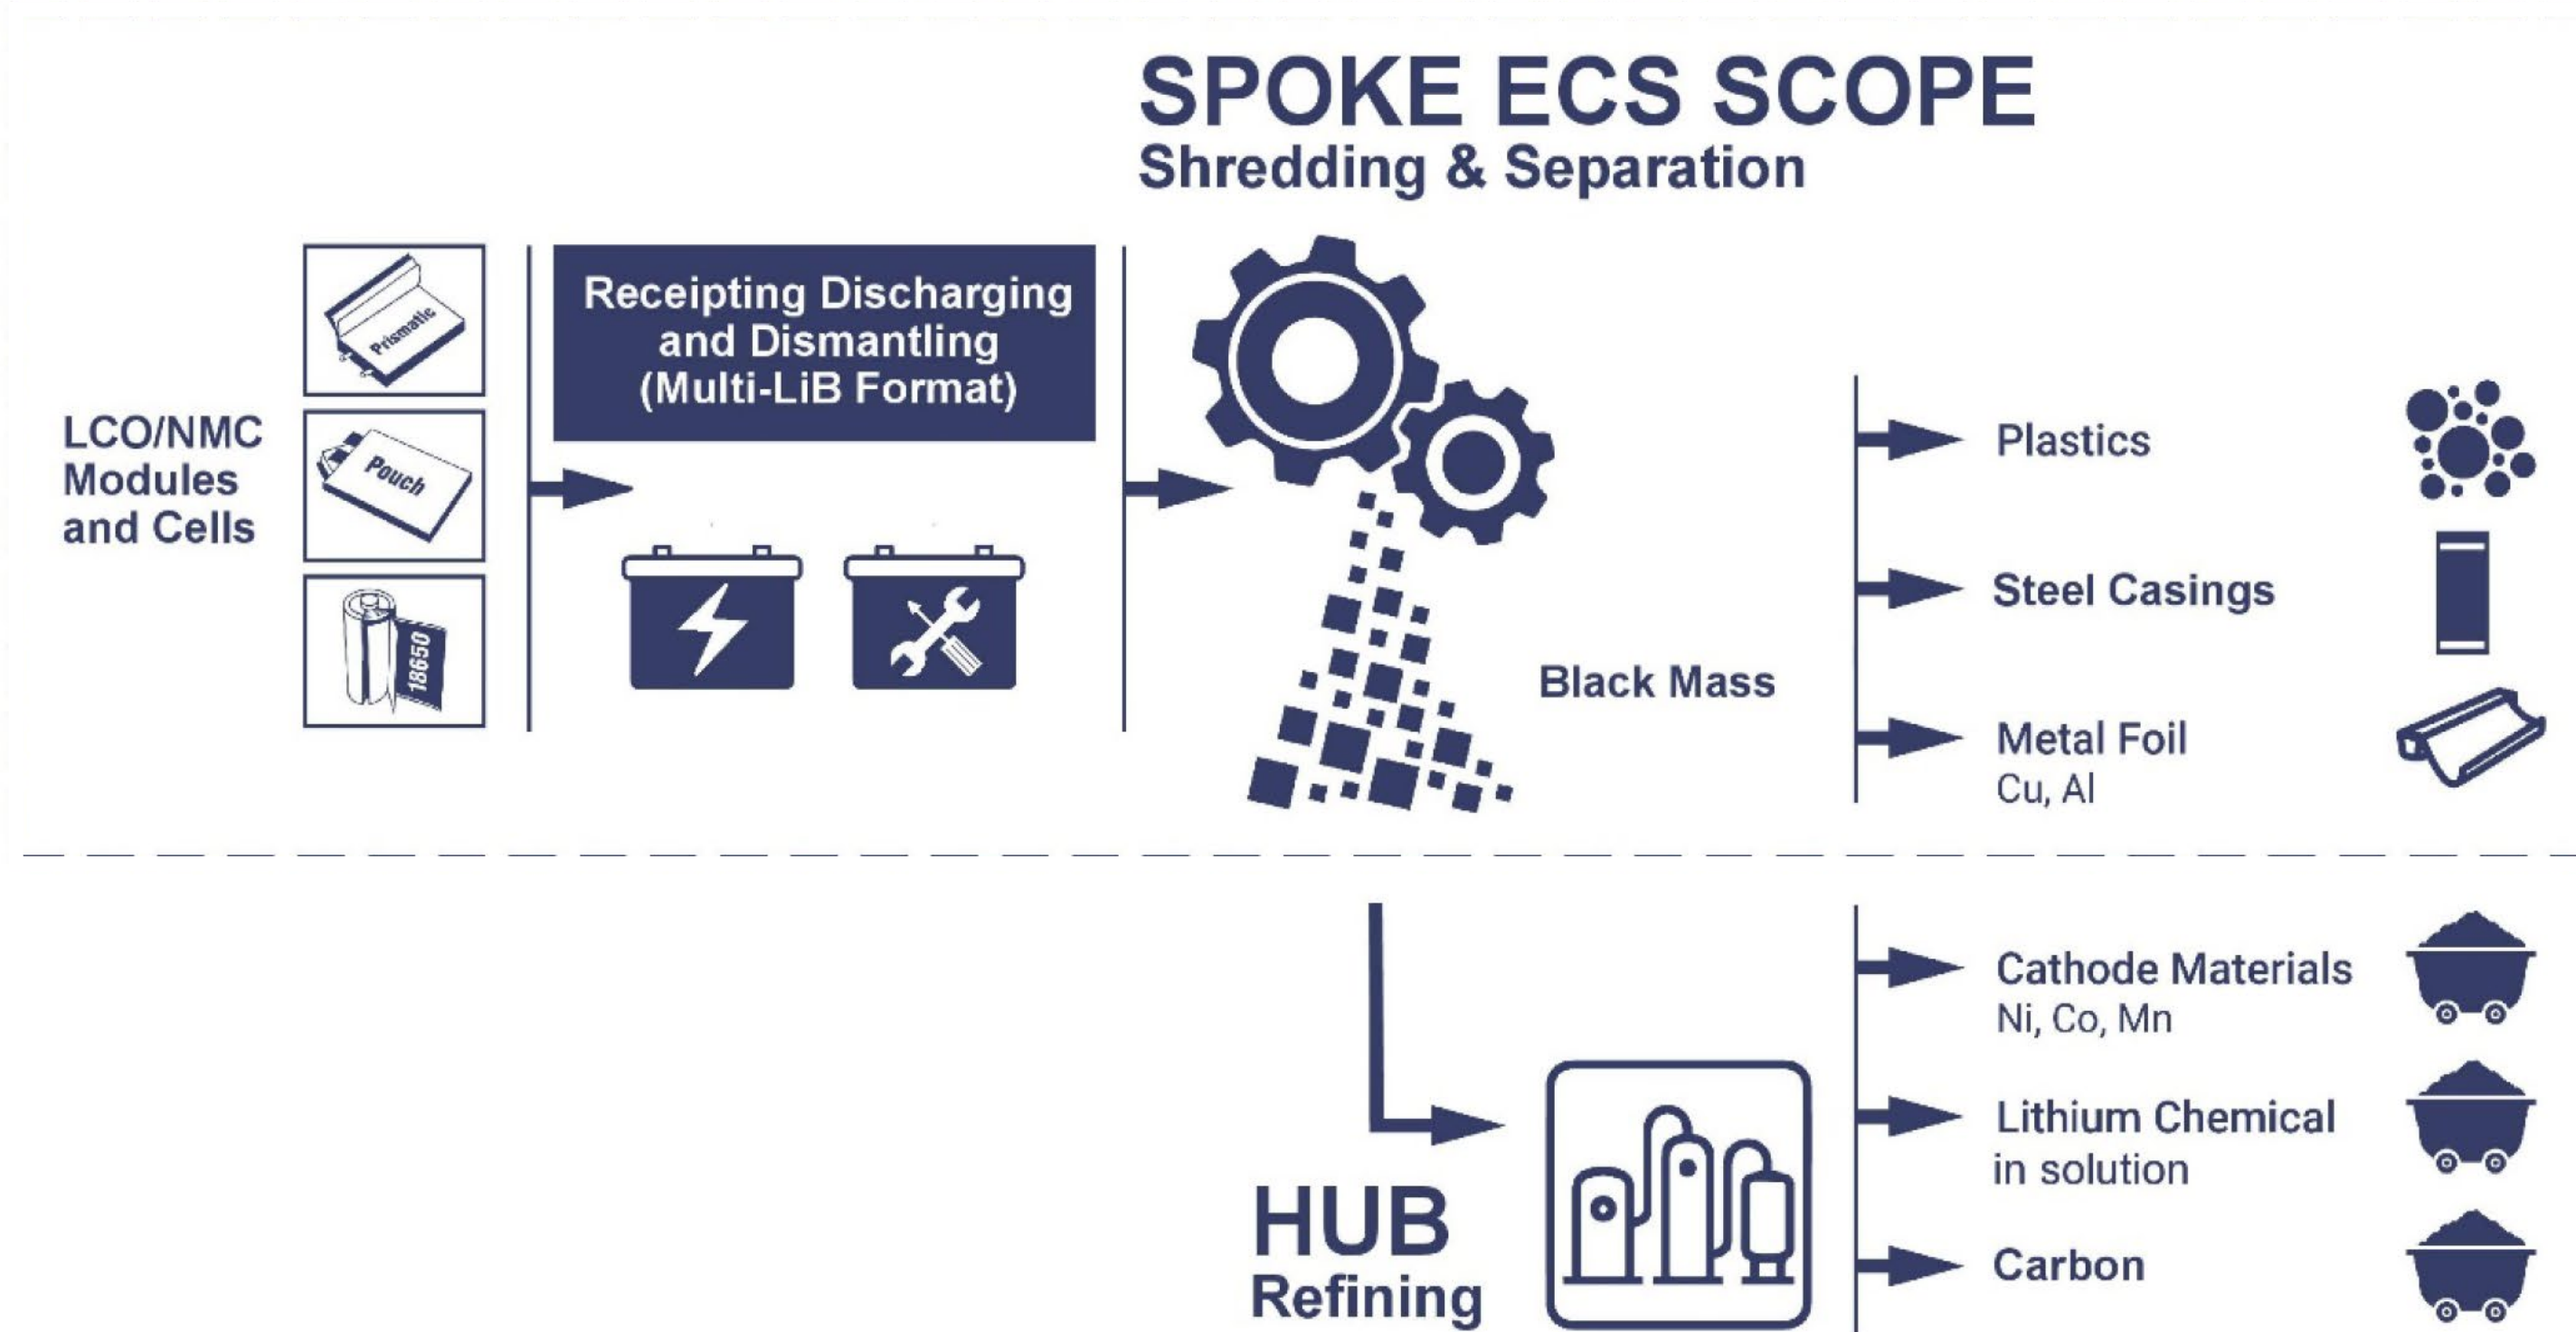 SPOKE ECS SCOPE
Shredding & Separation
LCO/NMC
Modules
and Cells
Prismatic
Pouch
18650
Receipting Discharging
and Dismantling
(Multi-LiB Format)
Black Mass
Plastics
Steel Casings
Metal Foil
Cu, Al
HUB
Refining
Cathode Materials
Ni, Co, Mn
Lithium Chemical
in solution
Carbon